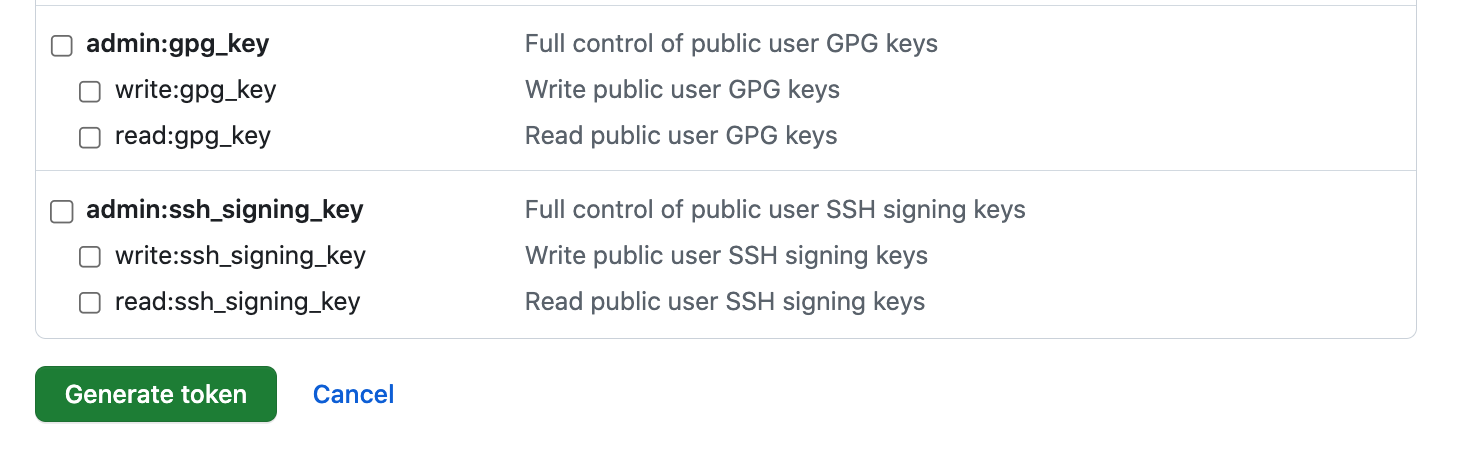 admin:gpg_key Full control of public user GPG keys
write:gpg_key Write public user GPG keys
read:gpg_key Read public user GPG keys
admin:ssh_signing_key Full control of public user SSH signing keys
write:ssh_signing_key Write public user SSH signing keys
read:ssh_signing_key Read public user SSH signing keys
Generate token Cancel